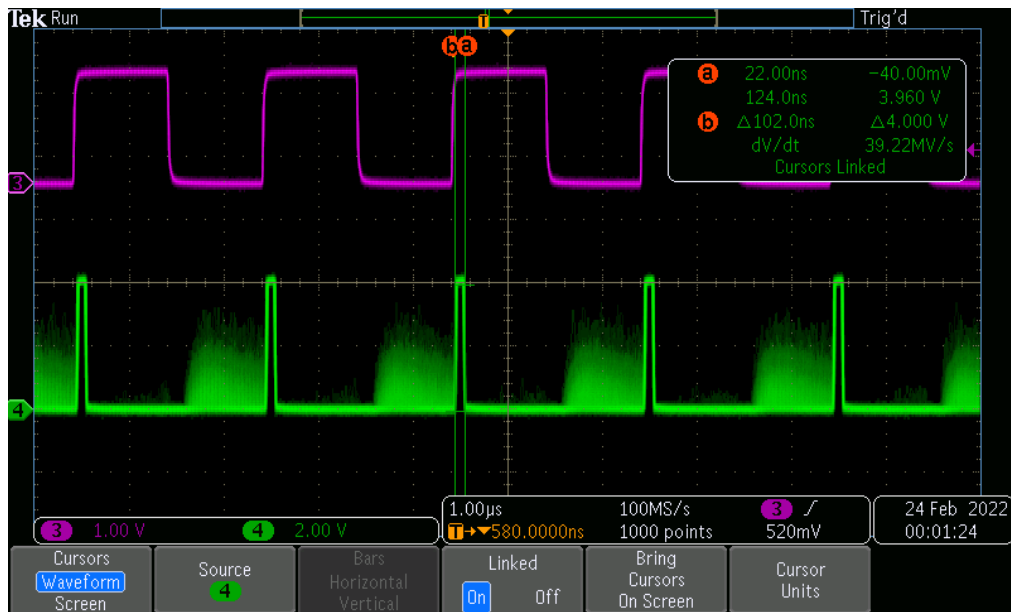 Tek Run
Trig'd
T
b a
a 22.00ns −40.00mV
124.0ns 3.960 V
b △102.0ns △4.000 V
dV/dt 39.22MV/s
Cursors Linked
3
4
3 1.00 V
4 2.00 V
1.00µs 100MS/s 3
T→▼580.0000ns 1000 points 520mV
24 Feb 2022
00:01:24
Cursors
Waveform
Screen
Source
4
Bars
Horizontal
Vertical
Linked
On Off
Bring
Cursors
On Screen
Cursor
Units